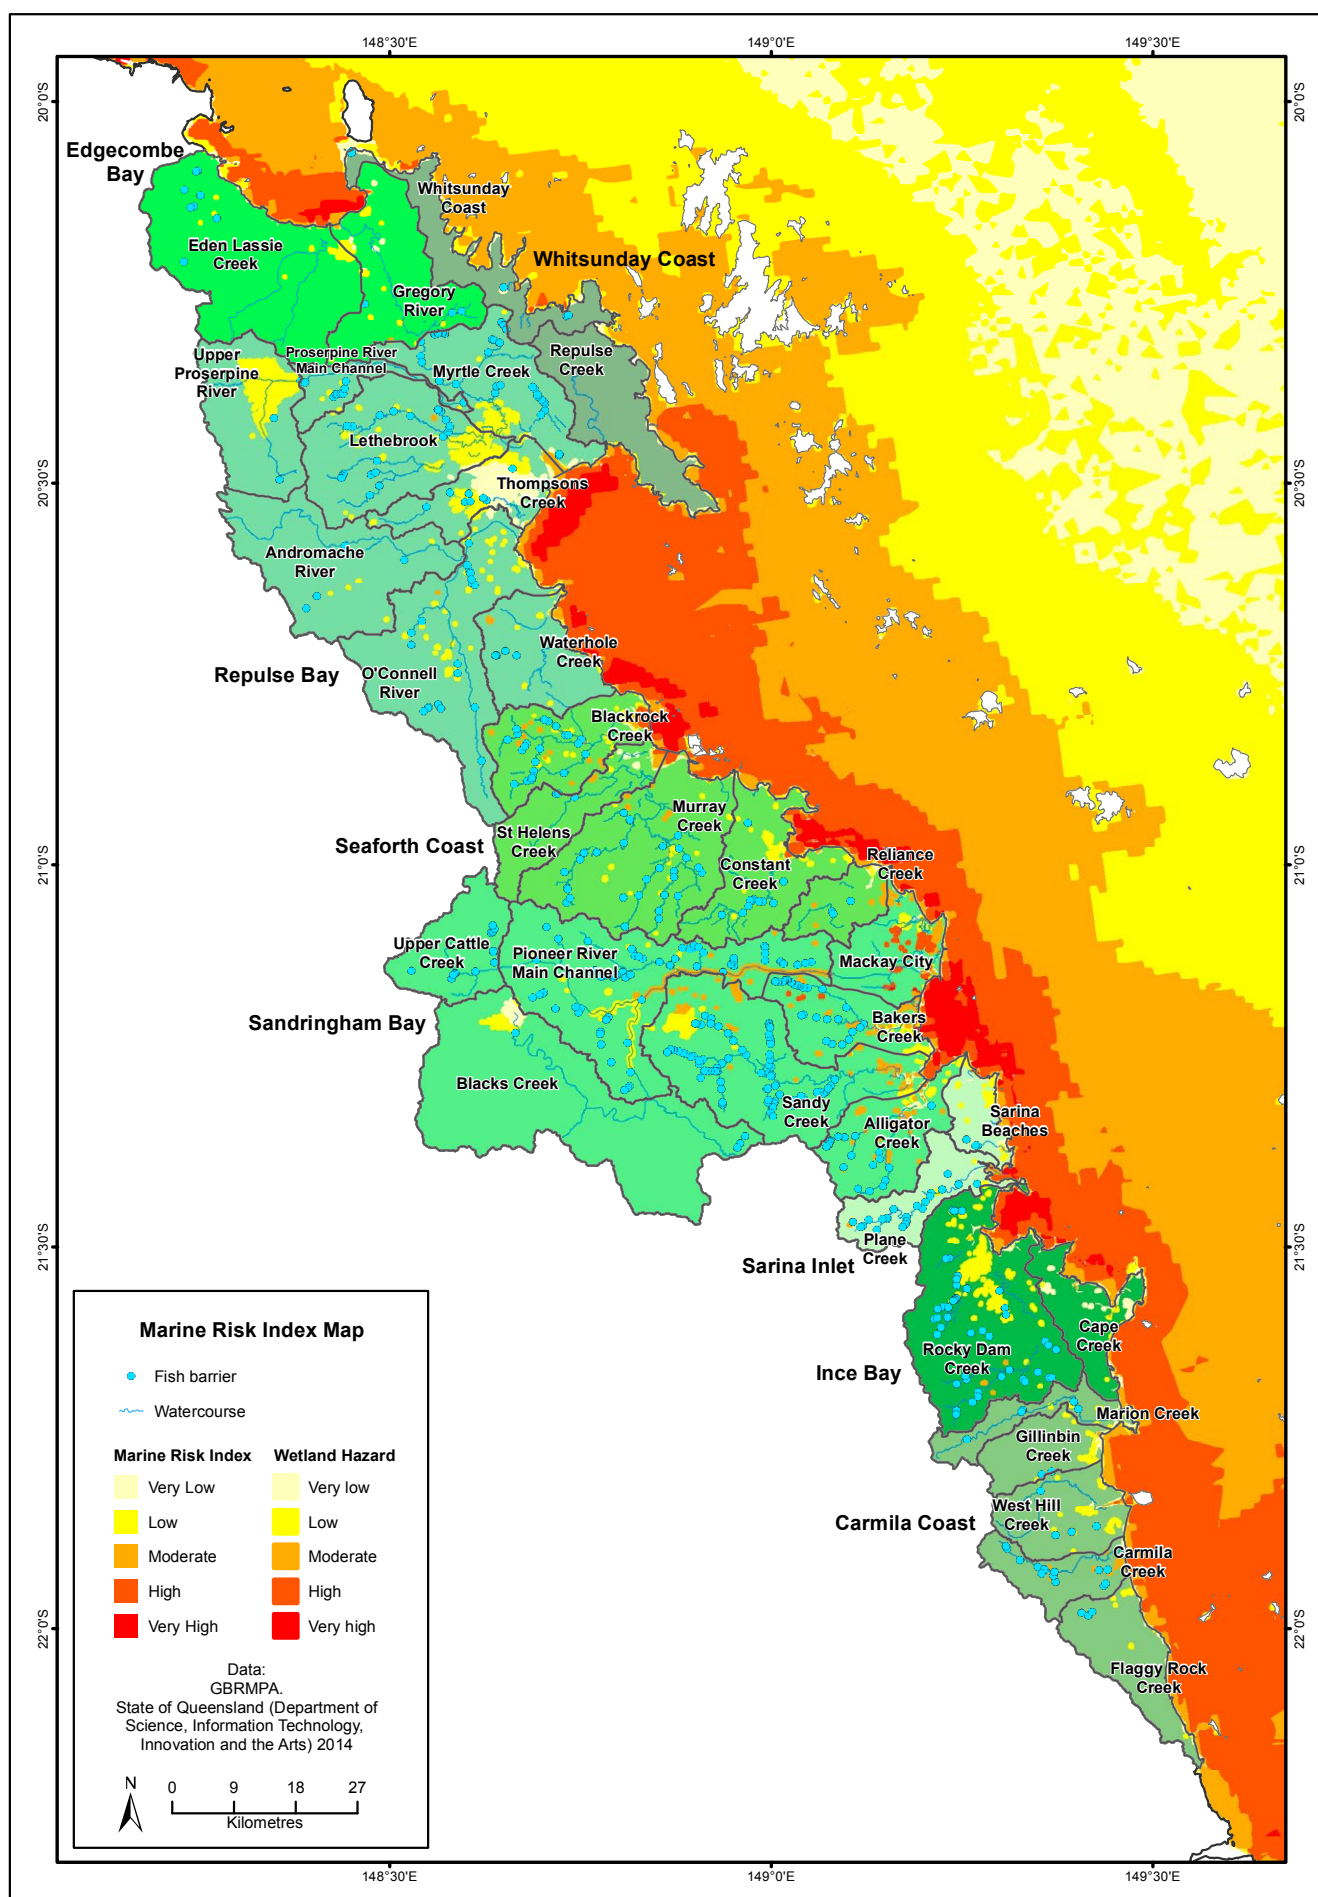 148°30'E
149°0'E
149°30'E
20°0'S
20°0'S
Edgecombe
Bay
Whitsunday
Coast
Eden Lassie
Creek
Whitsunday Coast
Gregory
River
Upper
Proserpine
River
Proserpine River
Main Channel
Myrtle Creek
Repulse
Creek
Lethebrook
20°30'S
20°30'S
Thompsons
Creek
Andromache
River
Waterhole
Creek
Repulse Bay
O'Connell
River
Blackrock
Creek
Murray
Creek
St Helens
Creek
Seaforth Coast
Constant
Creek
Reliance
Creek
21°0'S
21°0'S
Upper Cattle
Creek
Pioneer River
Main Channel
Mackay City
Sandringham Bay
Bakers
Creek
Blacks Creek
Sandy
Creek
Alligator
Creek
Sarina
Beaches
Plane
Creek
Sarina Inlet
21°30'S
21°30'S
Cape
Creek
Rocky Dam
Creek
Ince Bay
Marion Creek
Gillinbin
Creek
West Hill
Creek
Carmila Coast
Carmila
Creek
22°0'S
22°0'S
Flaggy Rock
Creek
Marine Risk Index Map
Fish barrier
Watercourse
Marine Risk Index Wetland Hazard
Very Low Very low
Low Low
Moderate Moderate
High High
Very High Very high
Data:
GBRMPA.
State of Queensland (Department of
Science, Information Technology,
Innovation and the Arts) 2014
N
0 9 18 27
Kilometres
148°30'E
149°0'E
149°30'E